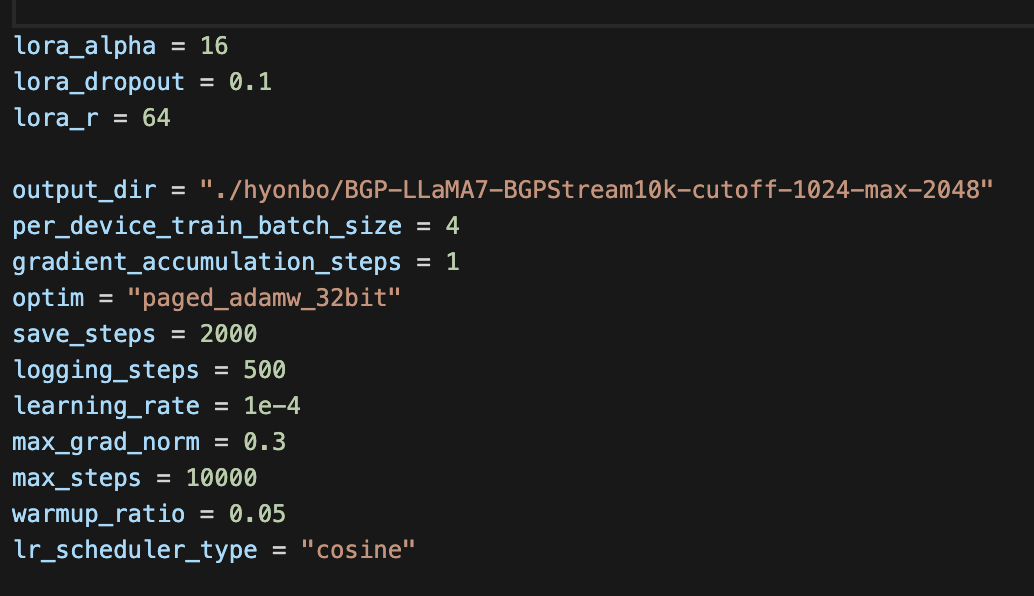 lora_alpha = 16
lora_dropout = 0.1
lora_r = 64
output_dir = "./hyonbo/BGP-LLaMA7-BGPStream10k-cutoff-1024-max-2048"
per_device_train_batch_size = 4
gradient_accumulation_steps = 1
optim = "paged_adamw_32bit"
save_steps = 2000
logging_steps = 500
learning_rate = 1e-4
max_grad_norm = 0.3
max_steps = 10000
warmup_ratio = 0.05
lr_scheduler_type = "cosine"